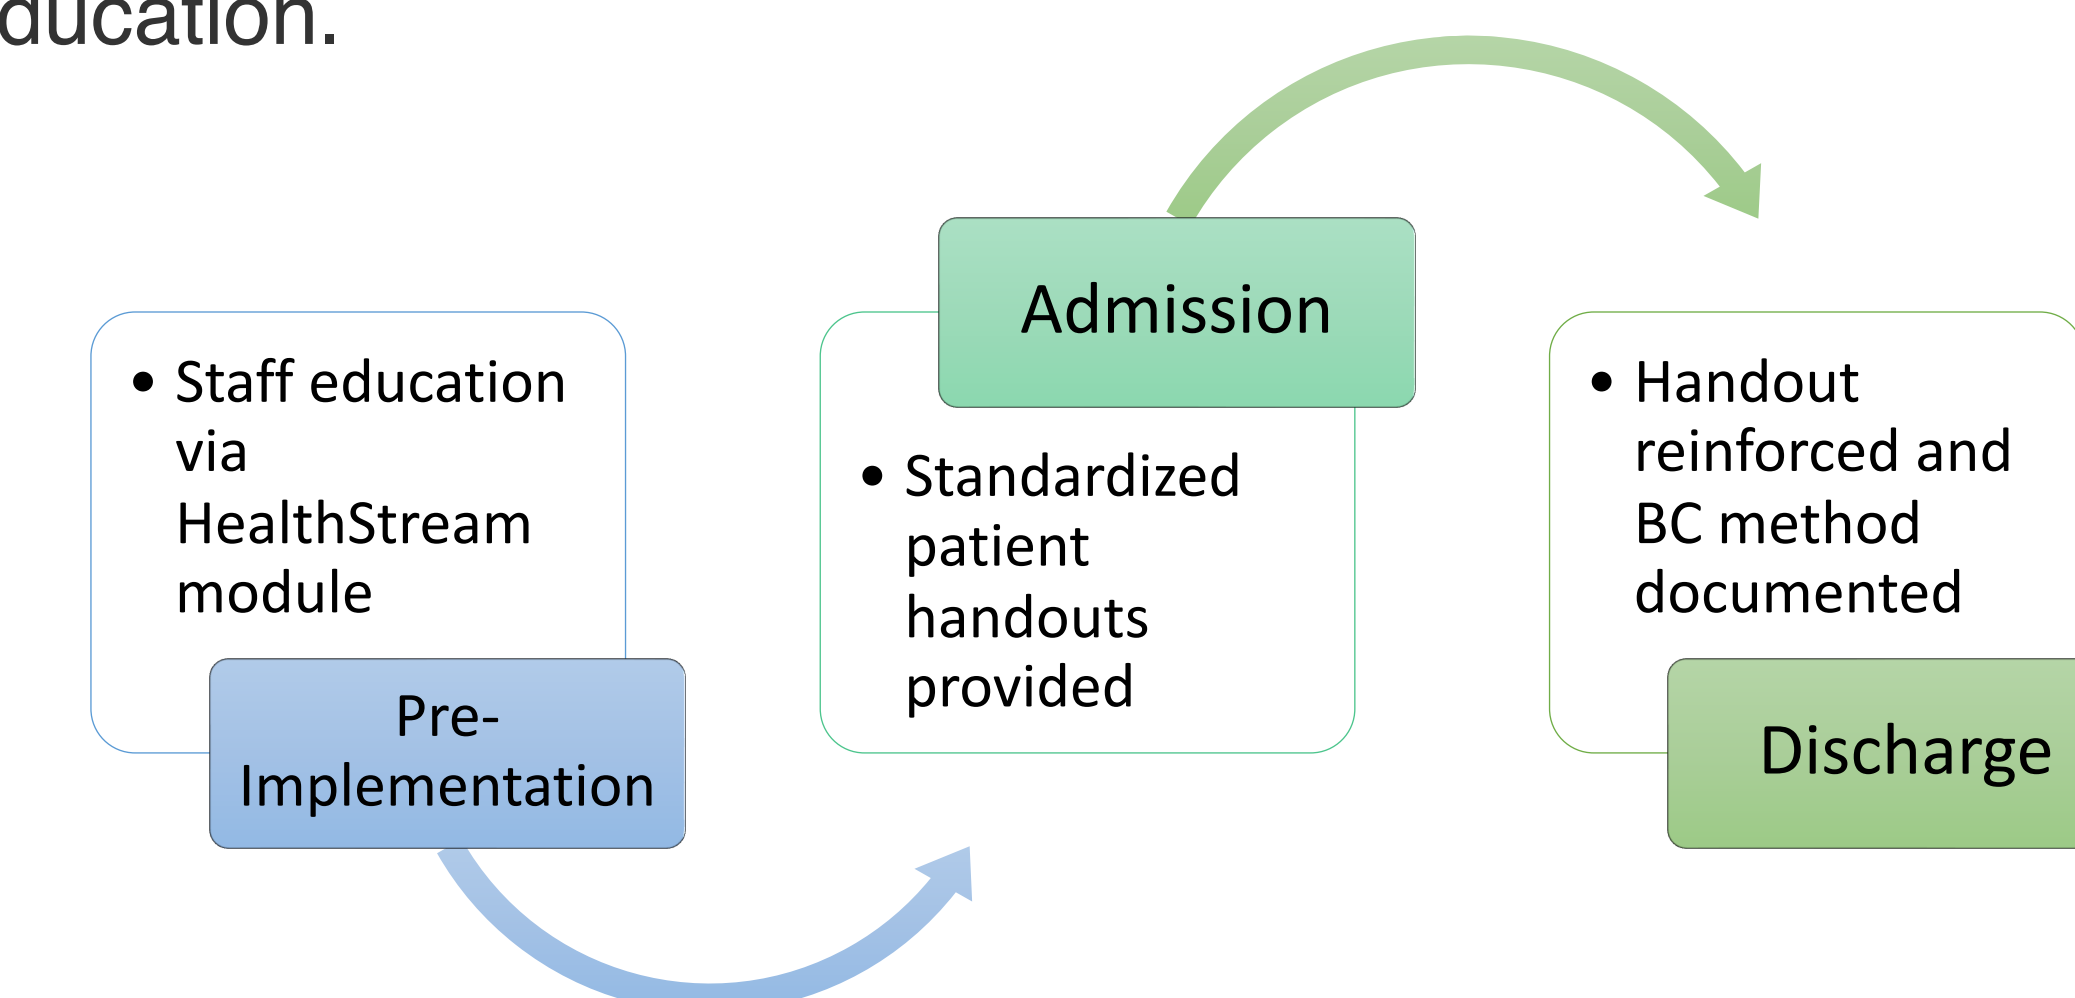 ducation.
• Staff education
via
HealthStream
module
Pre-
Implementation
Admission
• Standardized
patient
handouts
provided
• Handout
reinforced and
BC method
documented
Discharge